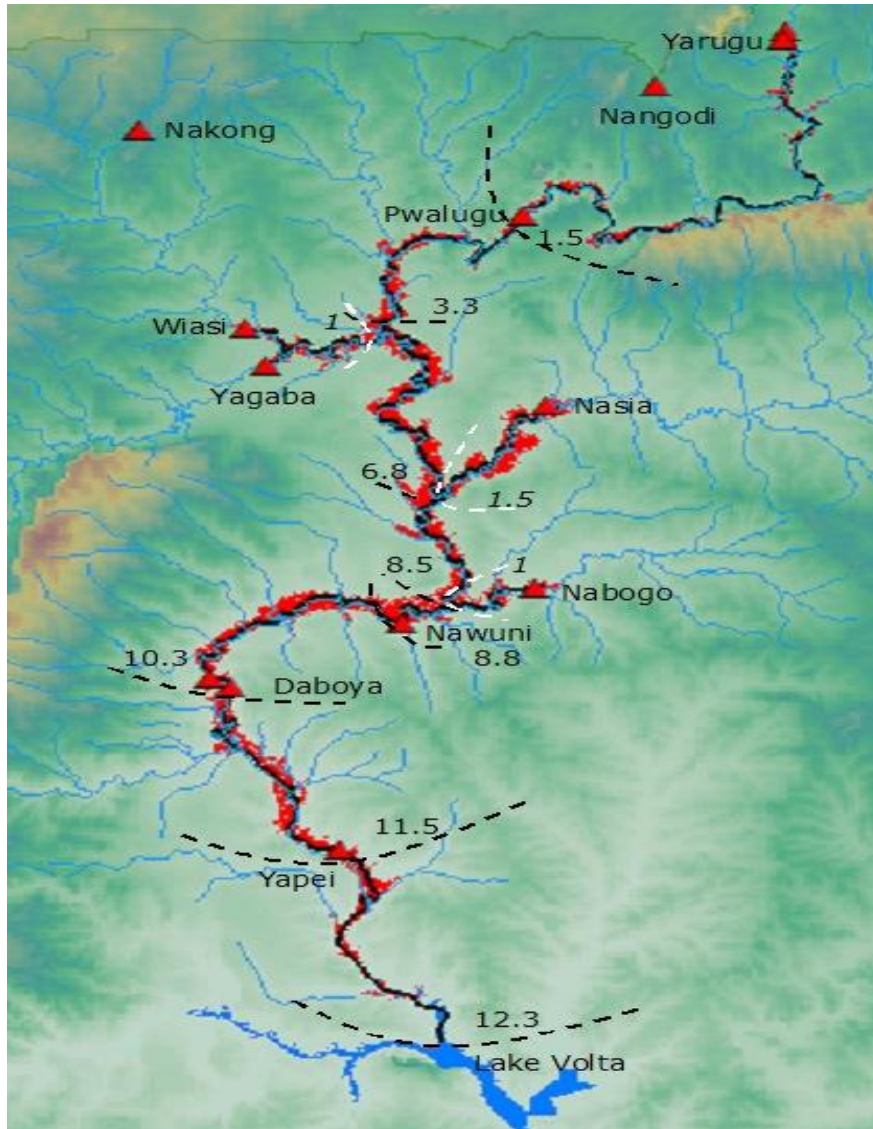 Yarugu
Nangodi
Nakong
Pwalugu
1.5
3.3
1
Wiasi
Yagaba
Nasia
6.8
1.5
8.5
1
Nabogo
Nawuni
8.8
10.3
Daboya
11.5
Yapei
12.3
Lake Volta